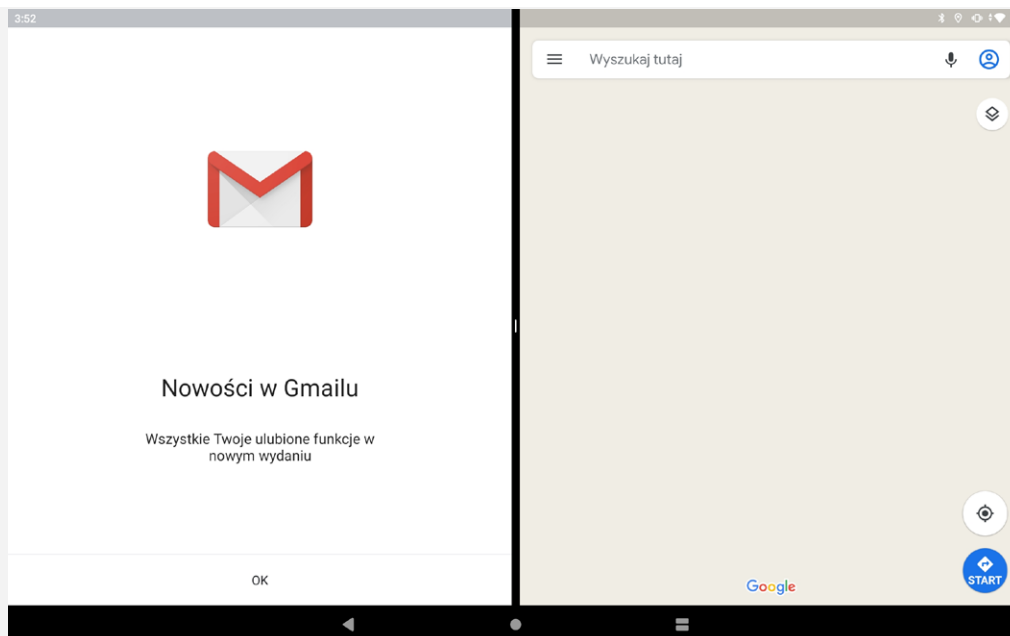 3:52
Nowości w Gmailu
Wszystkie Twoje ulubione funkcje w
nowym wydaniu
OK
Wyszukaj tutaj
Google
START